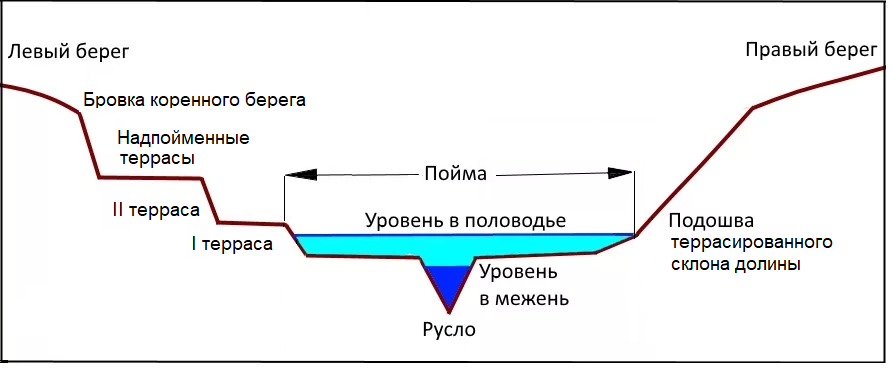 Левый берег
Правый берег
Бровка коренного берега
Надпойменные
террасы
Пойма
II терраса
Уровень в половодье
Подошва
террасированного
склона долины
I терраса
Уровень
в межень
Русло